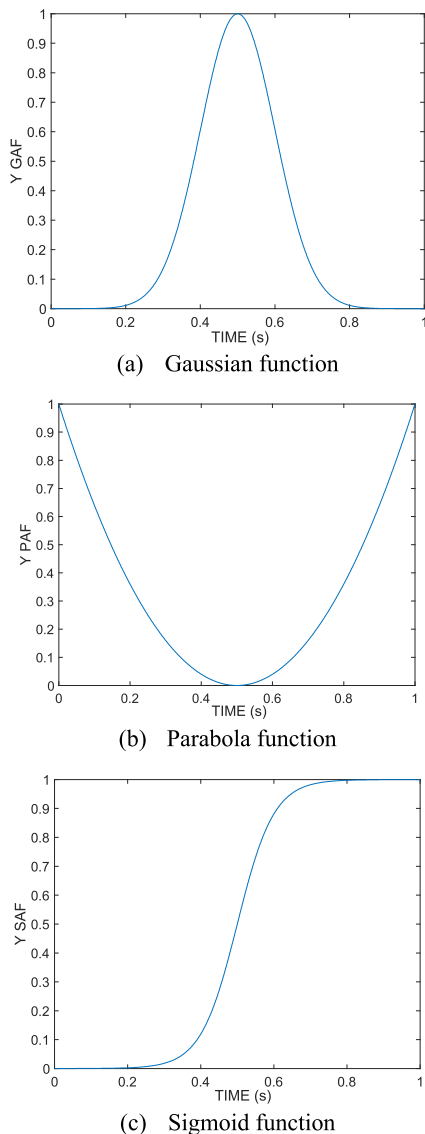 1
0.9
0.8
0.7
0.6
0.5
0.4
0.3
0.2
0.1
0
Y GAF
0 0.2 0.4 0.6 0.8 1
TIME (s)
(a) Gaussian function
1
0.9
0.8
0.7
0.6
0.5
0.4
0.3
0.2
0.1
0
Y PAF
0 0.2 0.4 0.6 0.8 1
TIME (s)
(b) Parabola function
1
0.9
0.8
0.7
0.6
0.5
0.4
0.3
0.2
0.1
0
Y SAF
0 0.2 0.4 0.6 0.8 1
TIME (s)
(c) Sigmoid function